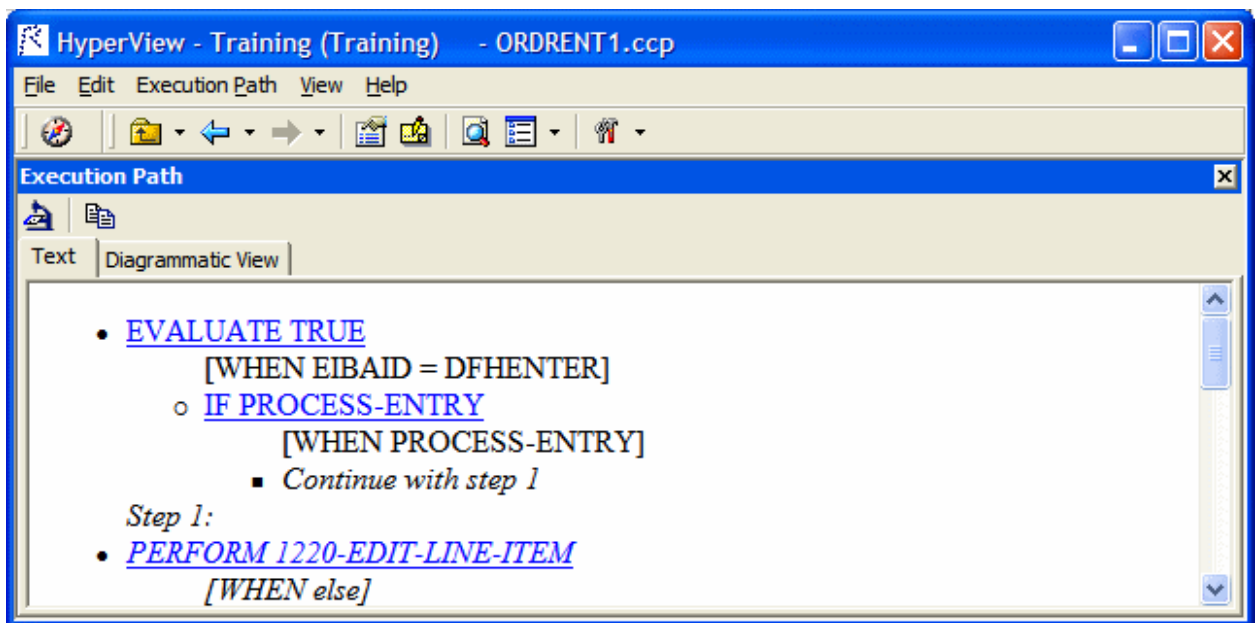 HyperView - Training (Training) - ORDRENT1.ccp
File Edit Execution Path View Help
Execution Path
Text Diagrammatic View
• EVALUATE TRUE
[WHEN EIBAID = DFHENTER]
o IF PROCESS-ENTRY
[WHEN PROCESS-ENTRY]
▪ Continue with step 1
Step 1:
• PERFORM 1220-EDIT-LINE-ITEM
[WHEN else]